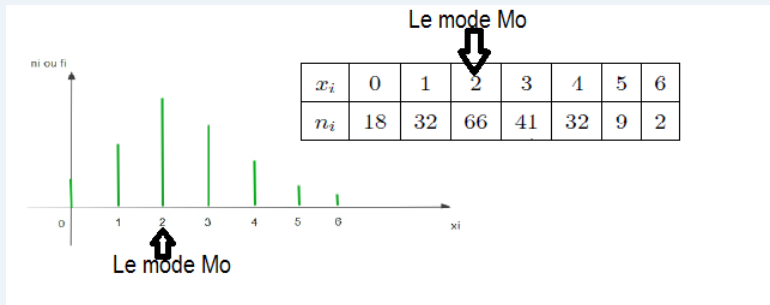 Le mode Mo
ni ou fi
xi 0 1 2 3 4 5 6
ni 18 32 66 41 32 9 2
0 1 2 3 4 5 6
xi
Le mode Mo